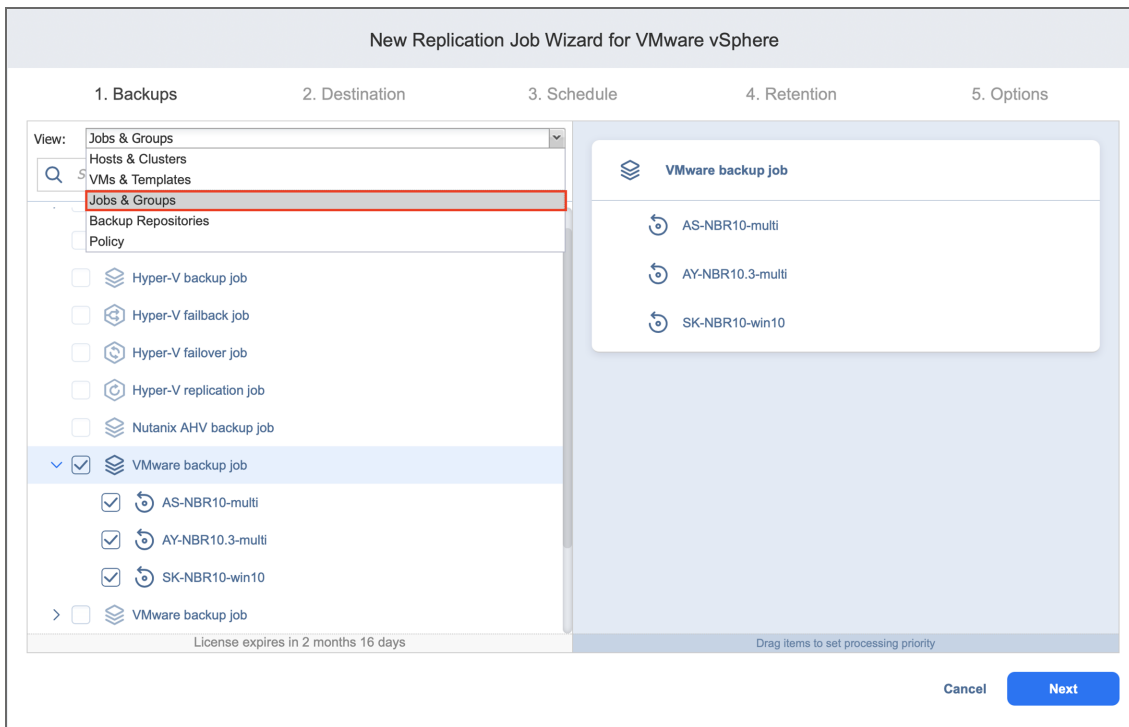 New Replication Job Wizard for VMware vSphere
1. Backups 2. Destination 3. Schedule 4. Retention 5. Options
View: Jobs & Groups
Hosts & Clusters
VMs & Templates
Jobs & Groups
Backup Repositories
Policy
Hyper-V backup job
Hyper-V failback job
Hyper-V failover job
Hyper-V replication job
Nutanix AHV backup job
VMware backup job
AS-NBR10-multi
AY-NBR10.3-multi
SK-NBR10-win10
VMware backup job
License expires in 2 months 16 days
VMware backup job
AS-NBR10-multi
AY-NBR10.3-multi
SK-NBR10-win10
Drag items to set processing priority
Cancel Next